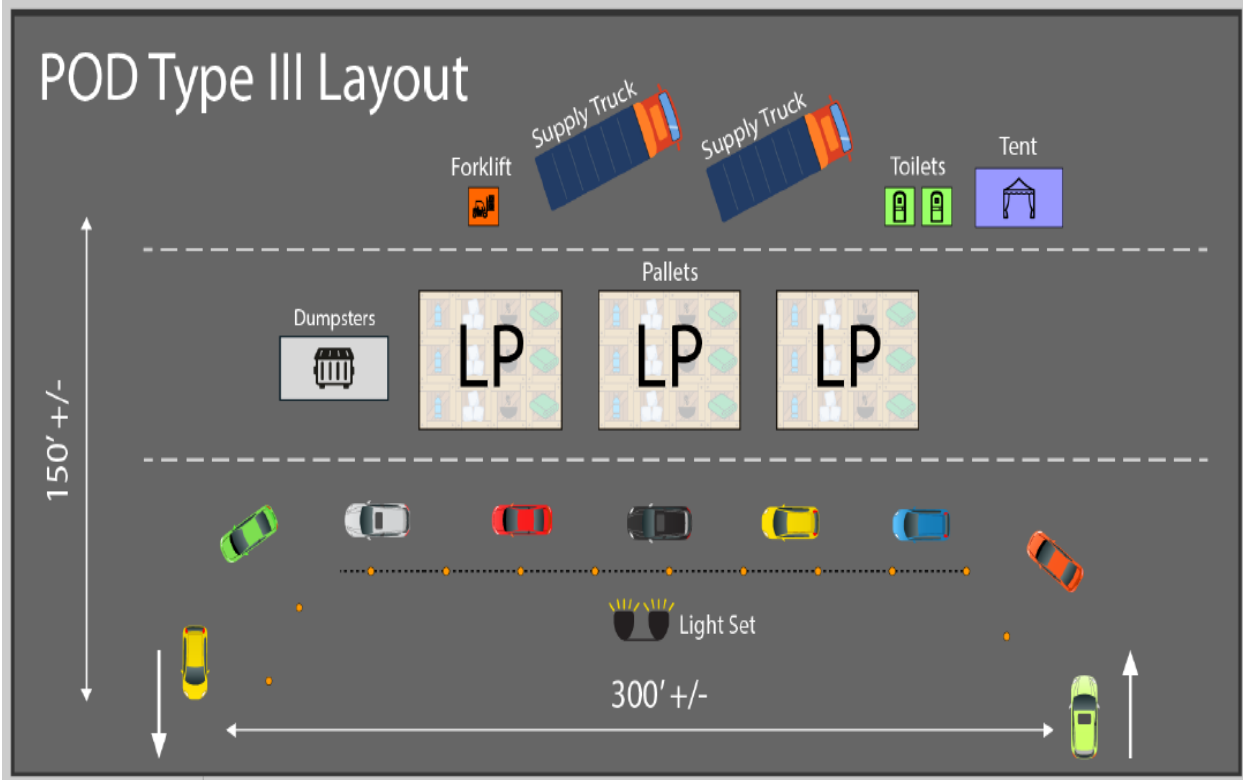 POD Type III Layout
Supply Truck
Supply Truck
Forklift
Toilets
Tent
Pallets
Dumpsters
LP
LP
LP
150' +/-
Light Set
300' +/-